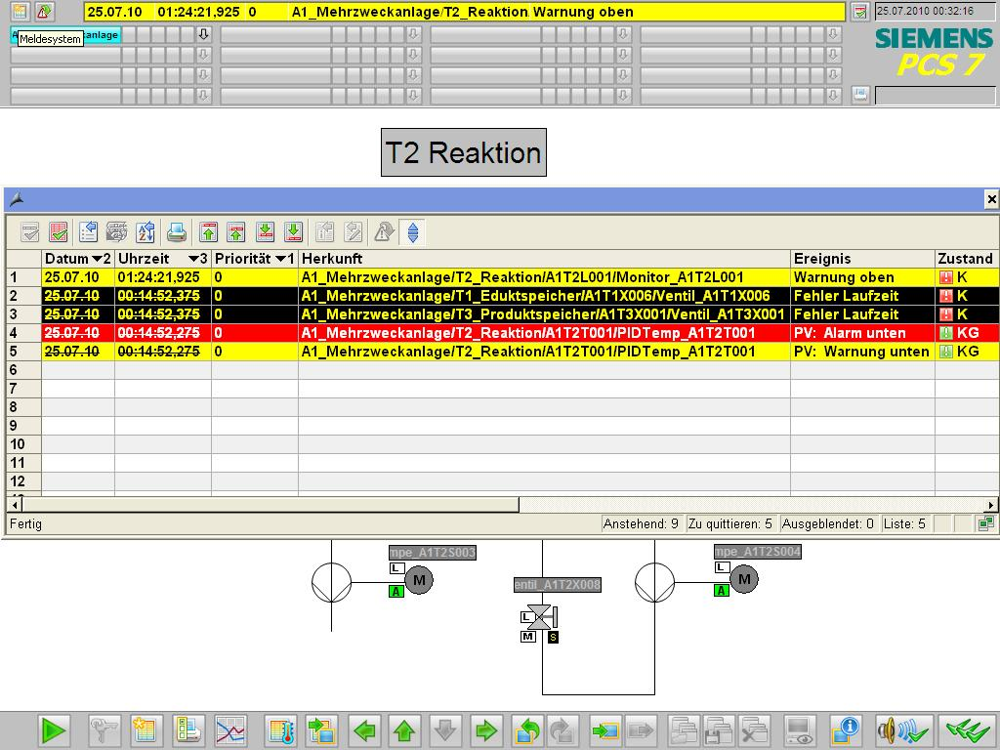 25.07.10 01:24:21,925 0 A1_Mehrzweckanlage/T2_Reaktion. Warnung oben
25.07.2010 00:32:16
anlage
Meldesystem
SIEMENS
PCS 7
T2 Reaktion
Datum 2 Uhrzeit 3 Priorität 1 Herkunft Ereignis Zustand
1 25.07.10 01:24:21,925 0 A1_Mehrzweckanlage/T2_Reaktion/A1T2L001/Monitor_A1T2L001 Warnung oben K
2 25.07.10 00:14:52,375 0 A1_Mehrzweckanlage/T1_Eduktspeicher/A1T1X006/Ventil_A1T1X006 Fehler Laufzeit K
3 25.07.10 00:14:52,375 0 A1_Mehrzweckanlage/T3_Produktspeicher/A1T3X001/Ventil_A1T3X001 Fehler Laufzeit K
4 25.07.10 00:14:52,275 0 A1_Mehrzweckanlage/T2_Reaktion/A1T2T001/PIDTemp_A1T2T001 PV: Alarm unten KG
5 25.07.10 00:14:52,275 0 A1_Mehrzweckanlage/T2_Reaktion/A1T2T001/PIDTemp_A1T2T001 PV: Warnung unten KG
6
7
8
9
10
11
12
Fertig Anstehend: 9 Zu quittieren: 5 Ausgeblendet: 0 Liste: 5
mpe_A1T2S003
L
M
A
entil_A1T2X008
L
M S
mpe_A1T2S004
L
M
A